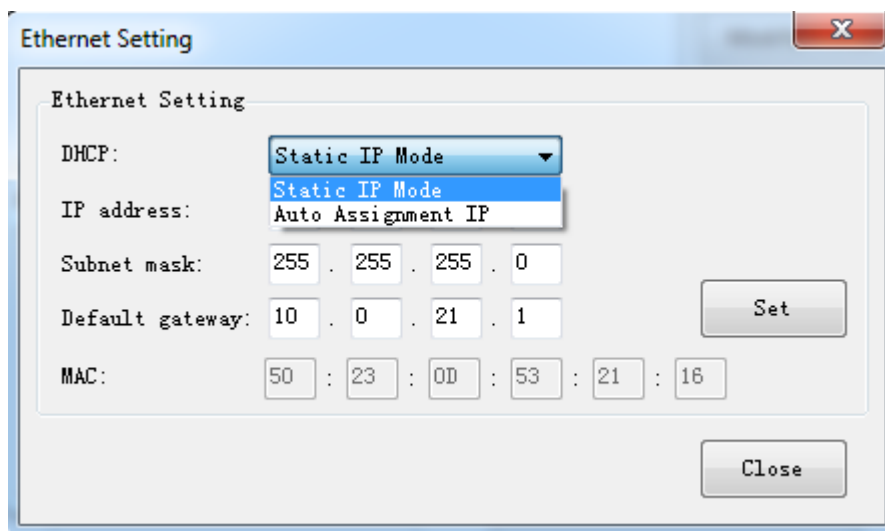 Ethernet Setting
Ethernet Setting
DHCP: Static IP Mode
Static IP Mode
IP address: Auto Assignment IP
Subnet mask: 255 . 255 . 255 . 0
Set
Default gateway: 10 . 0 . 21 . 1
MAC: 50 : 23 : 0D : 53 : 21 : 16
Close